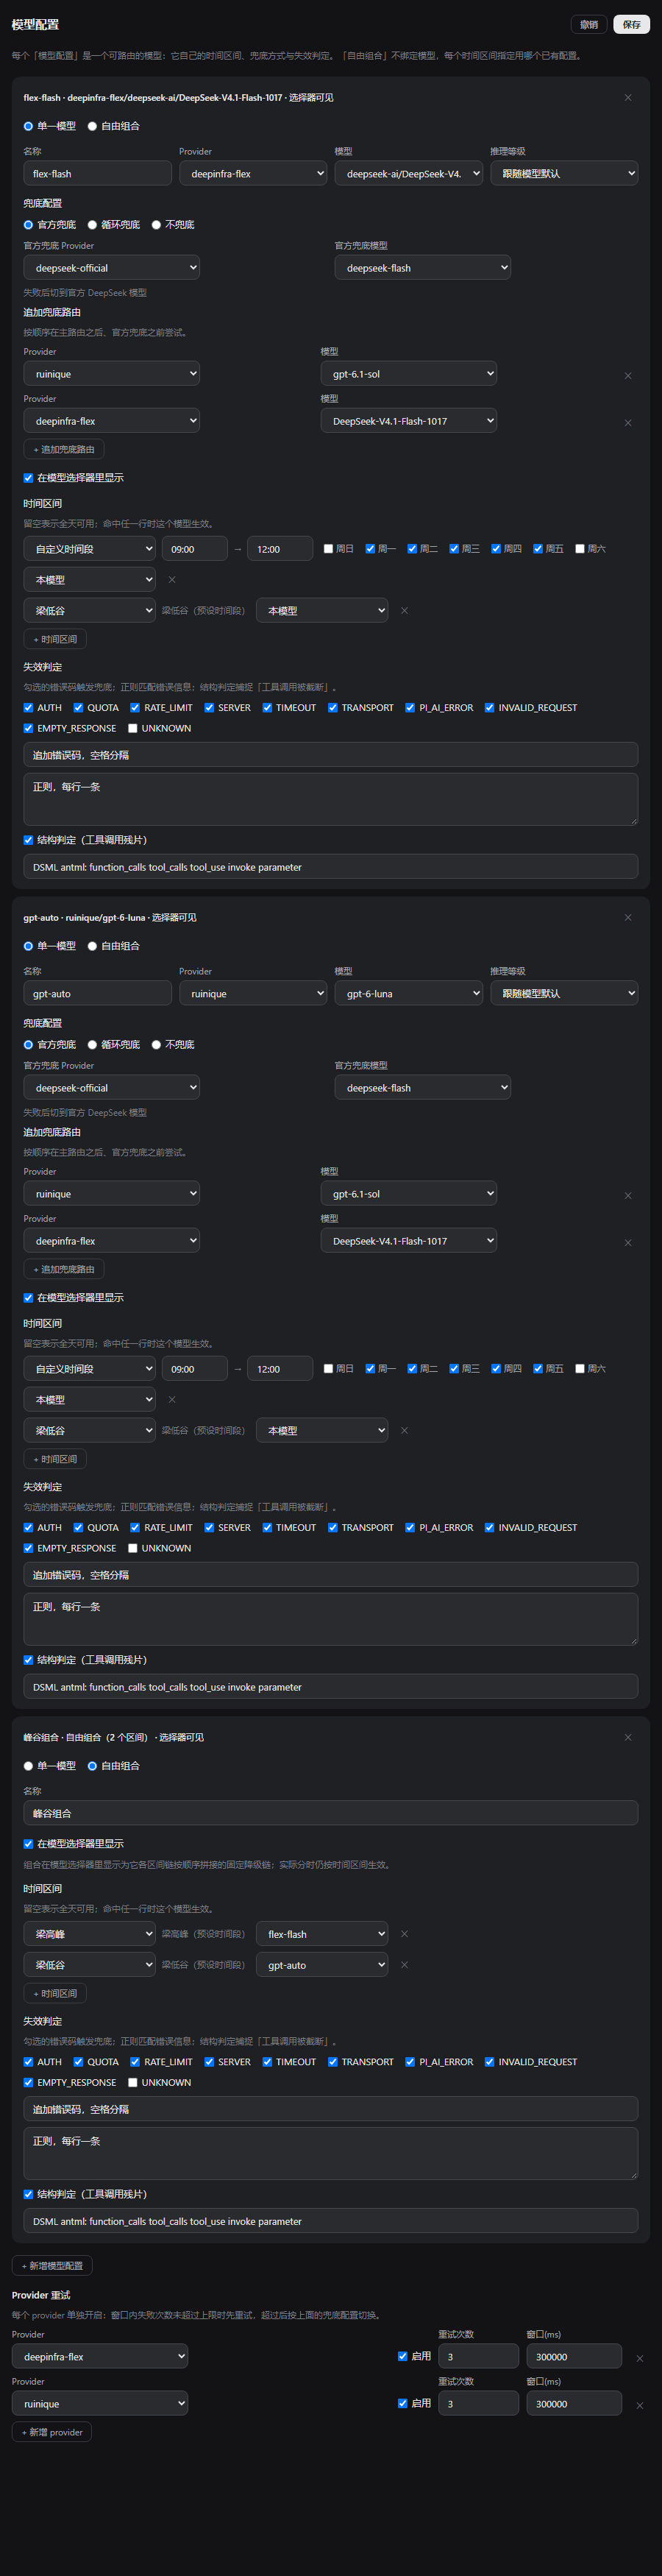 模型配置
撤销 保存
每个「模型配置」是一个可路由的模型：它自己的时间区间、兜底方式与失效判定。「自由组合」不绑定模型，每个时间区间指定用哪个已有配置。
flex-flash · deepinfra-flex/deepseek-ai/DeepSeek-V4.1-Flash-1017 · 选择器可见 ×
单一模型 自由组合
名称 Provider 模型 推理等级
flex-flash deepinfra-flex deepseek-ai/DeepSeek-V4. 跟随模型默认
兜底配置
官方兜底 循环兜底 不兜底
官方兜底 Provider 官方兜底模型
deepseek-official deepseek-flash
失败后切到官方 DeepSeek 模型
追加兜底路由
按顺序在主路由之后、官方兜底之前尝试。
Provider 模型
ruinique gpt-6.1-sol ×
Provider 模型
deepinfra-flex DeepSeek-V4.1-Flash-1017 ×
+ 追加兜底路由
在模型选择器里显示
时间区间
留空表示全天可用；命中任一行时这个模型生效。
自定义时间段 09:00 → 12:00 周日 周一 周二 周三 周四 周五 周六
本模型 ×
梁低谷 梁低谷（预设时间段） 本模型 ×
+ 时间区间
失效判定
勾选的错误码触发兜底；正则匹配错误信息；结构判定捕捉「工具调用被截断」。
AUTH QUOTA RATE_LIMIT SERVER TIMEOUT TRANSPORT PI_AI_ERROR INVALID_REQUEST
EMPTY_RESPONSE UNKNOWN
追加错误码，空格分隔
正则，每行一条
结构判定（工具调用残片）
DSML antml: function_calls tool_calls tool_use invoke parameter
gpt-auto · ruinique/gpt-6-luna · 选择器可见 ×
单一模型 自由组合
名称 Provider 模型 推理等级
gpt-auto ruinique gpt-6-luna 跟随模型默认
兜底配置
官方兜底 循环兜底 不兜底
官方兜底 Provider 官方兜底模型
deepseek-official deepseek-flash
失败后切到官方 DeepSeek 模型
追加兜底路由
按顺序在主路由之后、官方兜底之前尝试。
Provider 模型
ruinique gpt-6.1-sol ×
Provider 模型
deepinfra-flex DeepSeek-V4.1-Flash-1017 ×
+ 追加兜底路由
在模型选择器里显示
时间区间
留空表示全天可用；命中任一行时这个模型生效。
自定义时间段 09:00 → 12:00 周日 周一 周二 周三 周四 周五 周六
本模型 ×
梁低谷 梁低谷（预设时间段） 本模型 ×
+ 时间区间
失效判定
勾选的错误码触发兜底；正则匹配错误信息；结构判定捕捉「工具调用被截断」。
AUTH QUOTA RATE_LIMIT SERVER TIMEOUT TRANSPORT PI_AI_ERROR INVALID_REQUEST
EMPTY_RESPONSE UNKNOWN
追加错误码，空格分隔
正则，每行一条
结构判定（工具调用残片）
DSML antml: function_calls tool_calls tool_use invoke parameter
峰谷组合 · 自由组合（2 个区间） · 选择器可见 ×
单一模型 自由组合
名称
峰谷组合
在模型选择器里显示
组合在模型选择器里显示为它各区间链按顺序拼接的固定降级链；实际分时仍按时间区间生效。
时间区间
留空表示全天可用；命中任一行时这个模型生效。
梁高峰 梁高峰（预设时间段） flex-flash ×
梁低谷 梁低谷（预设时间段） gpt-auto ×
+ 时间区间
失效判定
勾选的错误码触发兜底；正则匹配错误信息；结构判定捕捉「工具调用被截断」。
AUTH QUOTA RATE_LIMIT SERVER TIMEOUT TRANSPORT PI_AI_ERROR INVALID_REQUEST
EMPTY_RESPONSE UNKNOWN
追加错误码，空格分隔
正则，每行一条
结构判定（工具调用残片）
DSML antml: function_calls tool_calls tool_use invoke parameter
+ 新增模型配置
Provider 重试
每个 provider 单独开启：窗口内失败次数未超过上限时先重试，超过后按上面的兜底配置切换。
Provider 重试次数 窗口(ms)
deepinfra-flex 启用 3 300000 ×
Provider 重试次数 窗口(ms)
ruinique 启用 3 300000 ×
+ 新增 provider